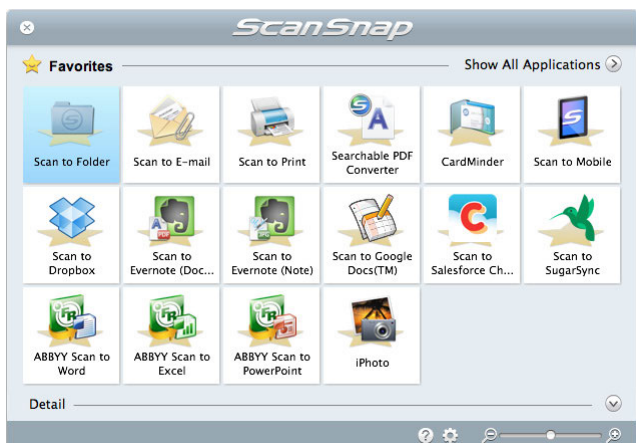 ScanSnap
Favorites
Show All Applications
Scan to Folder
Scan to E-mail
Scan to Print
Searchable PDF
Converter
CardMinder
Scan to Mobile
Scan to
Dropbox
Scan to
Evernote (Doc...
Scan to
Evernote (Note)
Scan to Google
Docs(TM)
Scan to
Salesforce Ch...
Scan to
SugarSync
ABBYY Scan to
Word
ABBYY Scan to
Excel
ABBYY Scan to
PowerPoint
iPhoto
Detail